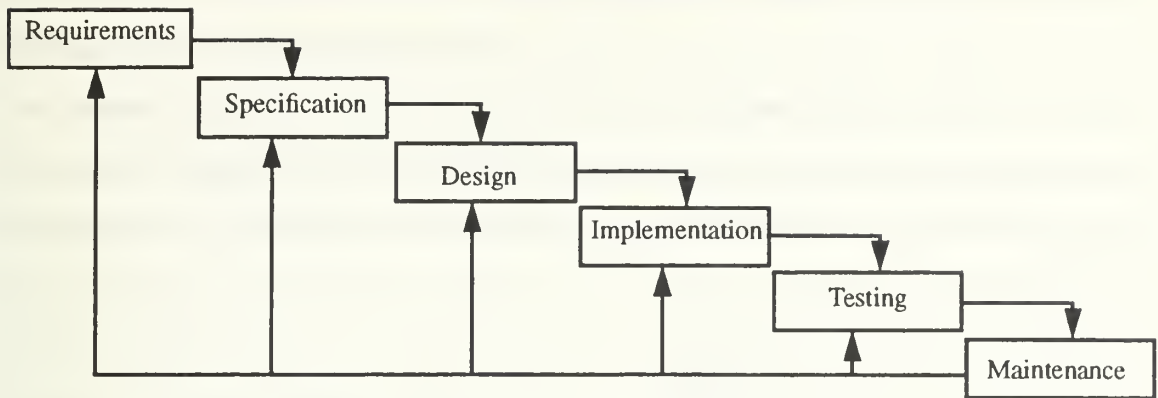 Requirements
Specification
Design
Implementation
Testing
Maintenance